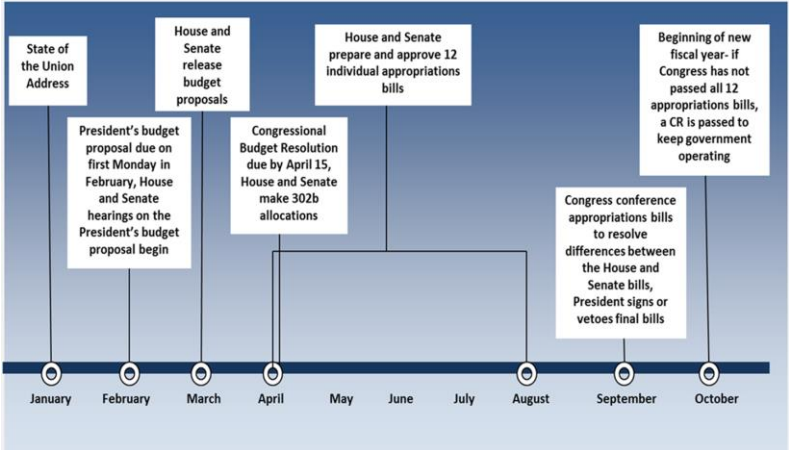 State of
the Union
Address
President's budget
proposal due on
first Monday in
February, House
and Senate
hearings on the
President's budget
proposal begin
House and
Senate
release
budget
proposals
Congressional
Budget Resolution
due by April 15,
House and Senate
make 302b
allocations
House and Senate
prepare and approve 12
individual appropriations
bills
Congress conference
appropriations bills
to resolve
differences between
the House and
Senate bills,
President signs or
vetoes final bills
Beginning of new
fiscal year- if
Congress has not
passed all 12
appropriations bills,
a CR is passed to
keep government
operating
January
February
March
April
May
June
July
August
September
October